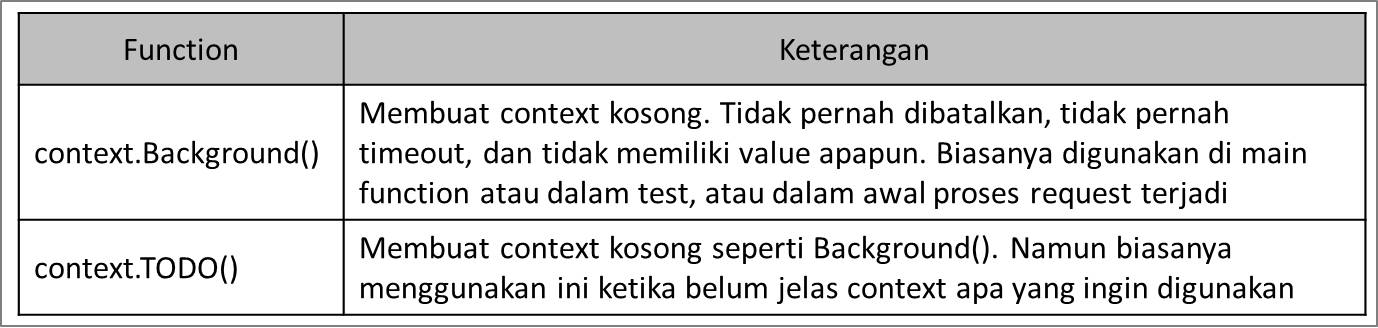 Function
Keterangan
context.Background()
Membuat context kosong. Tidak pernah dibatalkan, tidak pernah
timeout, dan tidak memiliki value apapun. Biasanya digunakan di main
function atau dalam test, atau dalam awal proses request terjadi
context.TODO()
Membuat context kosong seperti Background(). Namun biasanya
menggunakan ini ketika belum jelas context apa yang ingin digunakan